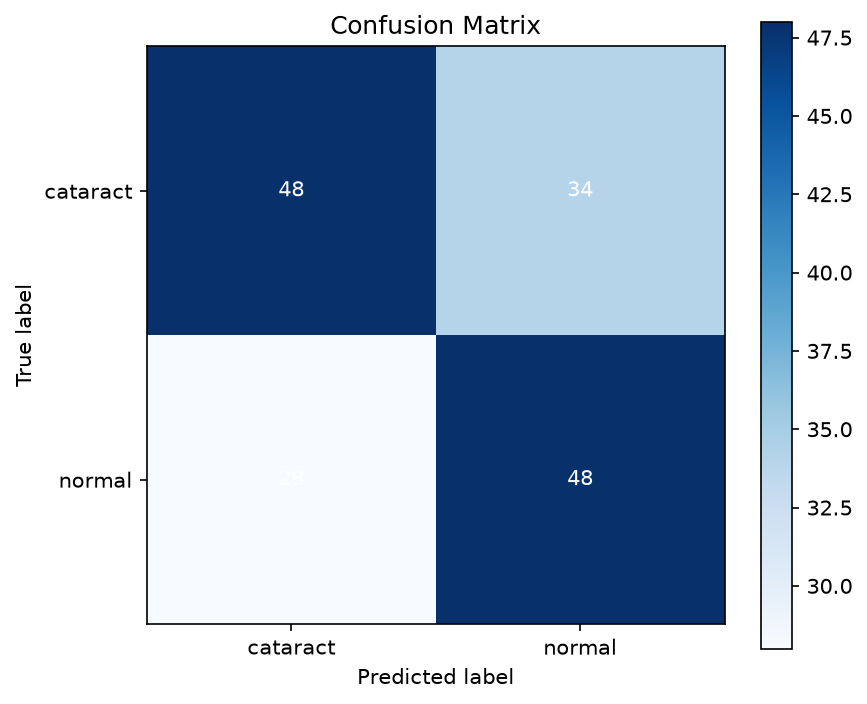 Confusion Matrix
47.5
45.0
42.5
40.0
37.5
35.0
32.5
30.0
cataract
48
34
normal
28
48
cataract normal
True label
Predicted label